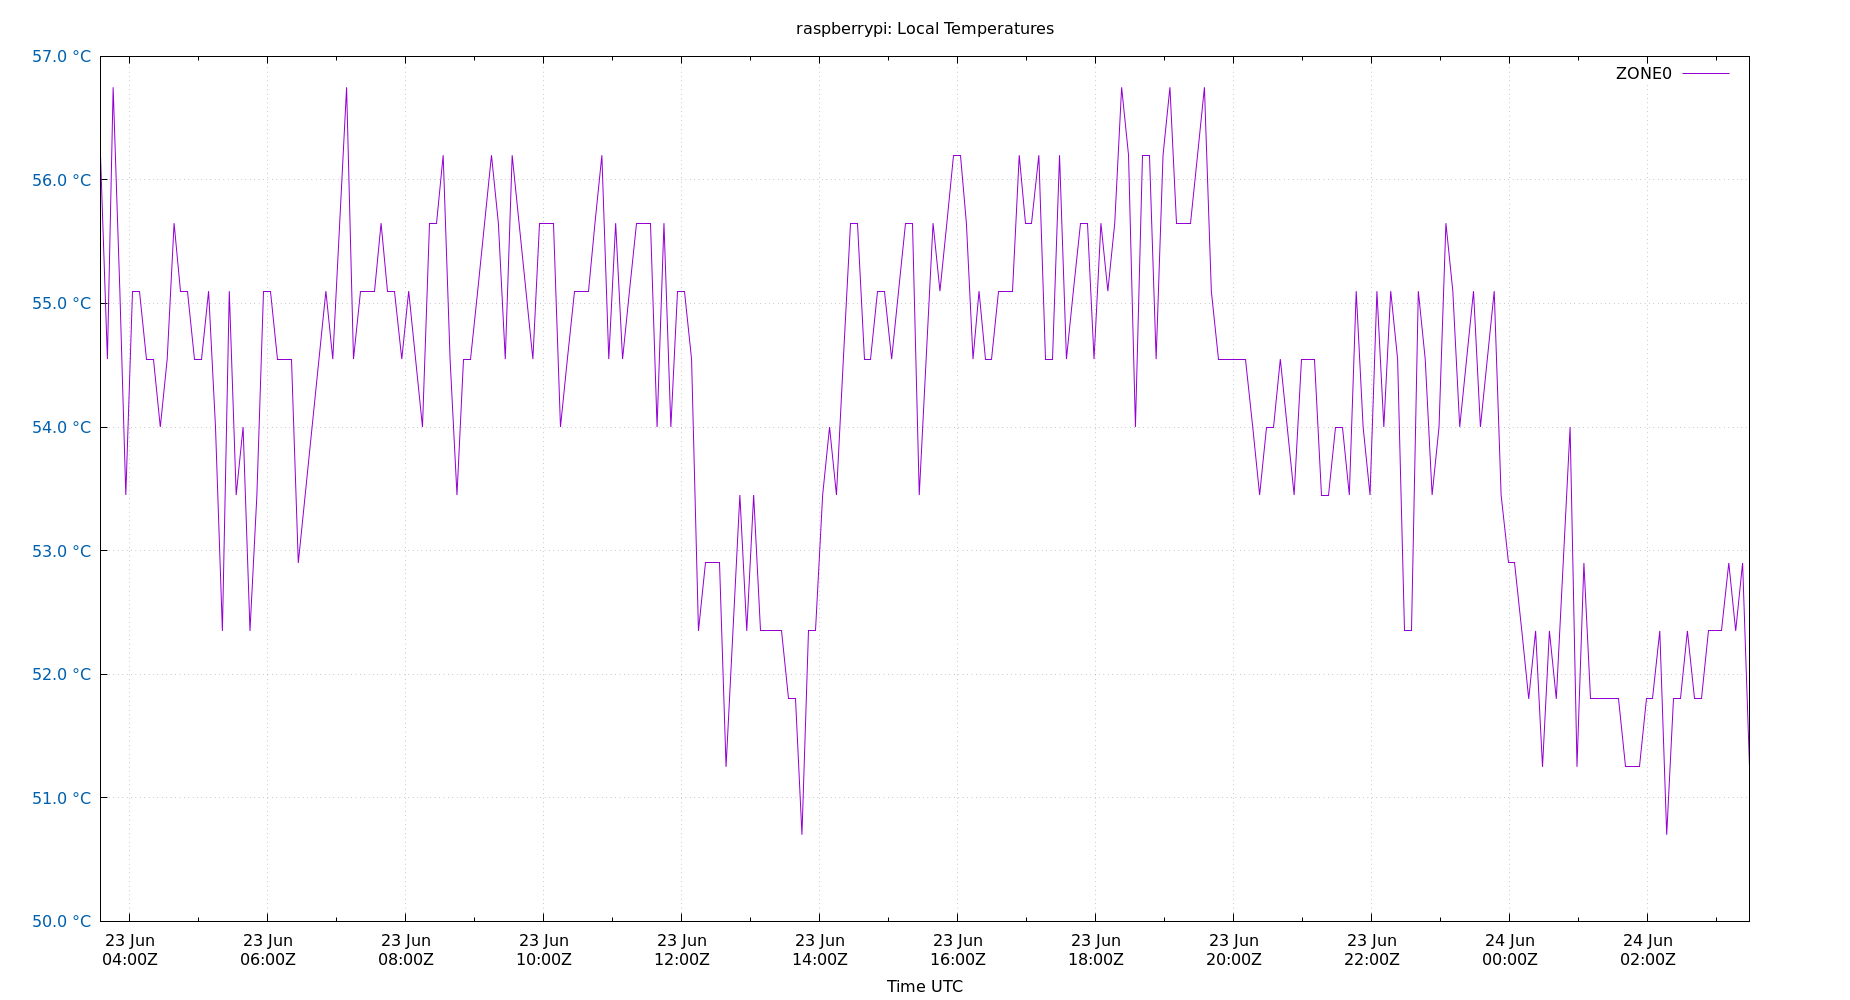 raspberrypi: Local Temperatures
57.0 °C
ZONE0
56.0 °C
55.0 °C
54.0 °C
53.0 °C
52.0 °C
51.0 °C
50.0 °C
23 Jun 23 Jun 23 Jun 23 Jun 23 Jun 23 Jun 23 Jun 23 Jun 23 Jun 23 Jun 24 Jun 24 Jun
04:00Z 06:00Z 08:00Z 10:00Z 12:00Z 14:00Z 16:00Z 18:00Z 20:00Z 22:00Z 00:00Z 02:00Z
Time UTC